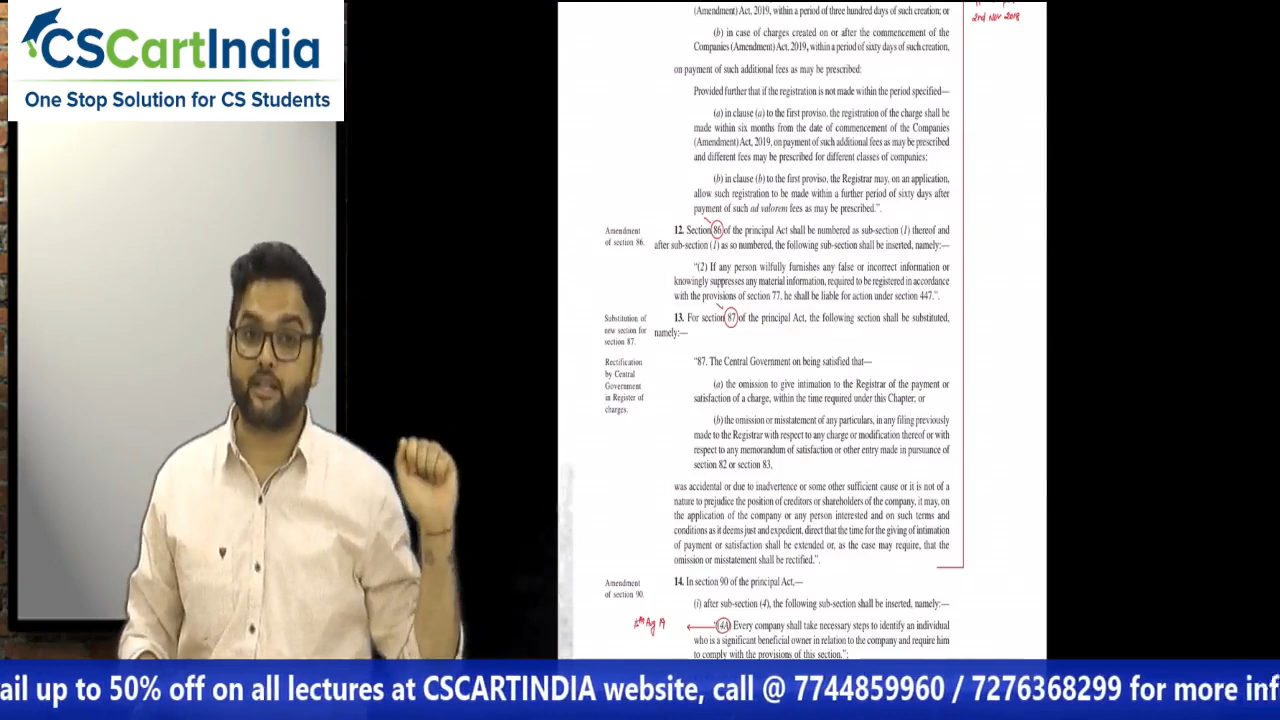 CSCartIndia
One Stop Solution for CS Students
(Amendment) Act, 2019, within a period of three hundred days of such creation; or
2nd Nov 2018
(b) in case of charges created on or after the commencement of the
Companies (Amendment) Act, 2019, within a period of sixty days of such creation,
on payment of such additional fees as may be prescribed:
Provided further that if the registration is not made within the period specified—
(a) in clause (a) to the first proviso, the registration of the charge shall be
made within six months from the date of commencement of the Companies
(Amendment) Act, 2019, on payment of such additional fees as may be prescribed
and different fees may be prescribed for different classes of companies;
(b) in clause (b) to the first proviso, the Registrar may, on an application,
allow such registration to be made within a further period of sixty days after
payment of such ad valorem fees as may be prescribed.”.
Amendment
of section 86.
12. Section 86 of the principal Act shall be numbered as sub-section (1) thereof and
after sub-section (1) as so numbered, the following sub-section shall be inserted, namely:—
“(2) If any person wilfully furnishes any false or incorrect information or
knowingly suppresses any material information, required to be registered in accordance
with the provisions of section 77, he shall be liable for action under section 447.”.
Substitution of
new section for
section 87.
13. For section 87 of the principal Act, the following section shall be substituted,
namely:—
Rectification
by Central
Government
in Register of
charges.
“87. The Central Government on being satisfied that—
(a) the omission to give intimation to the Registrar of the payment or
satisfaction of a charge, within the time required under this Chapter; or
(b) the omission or misstatement of any particulars, in any filing previously
made to the Registrar with respect to any charge or modification thereof or with
respect to any memorandum of satisfaction or other entry made in pursuance of
section 82 or section 83,
was accidental or due to inadvertence or some other sufficient cause or it is not of a
nature to prejudice the position of creditors or shareholders of the company, it may, on
the application of the company or any person interested and on such terms and
conditions as it deems just and expedient, direct that the time for the giving of intimation
of payment or satisfaction shall be extended or, as the case may require, that the
omission or misstatement shall be rectified.”.
Amendment
of section 90.
14. In section 90 of the principal Act,—
(i) after sub-section (4), the following sub-section shall be inserted, namely:—
“(4A) Every company shall take necessary steps to identify an individual
who is a significant beneficial owner in relation to the company and require him
to comply with the provisions of this section.”;
ail up to 50% off on all lectures at CSCARTINDIA website, call @ 7744859960 / 7276368299 for more inf